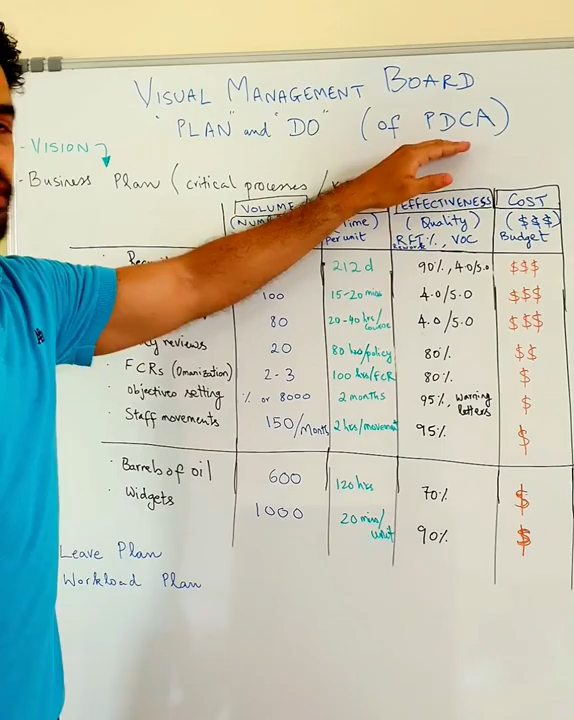 VISUAL MANAGEMENT BOARD
"PLAN" and "DO" (of PDCA)
- VISION
- Business Plan (critical processes /
VOLUME EFFECTIVENESS COST
(Time) (Quality) ($$$)
per unit RFT%, VOC Budget
212 d 90%, 4.0/5.0 $$$
100 15-20 mins 4.0/5.0 $$$
80 20-40 hrs/course 4.0/5.0 $$$
reviews 20 80 hrs/policy 80% $$
· FCRs (Omanization) 2-3 100 hrs/FCR 80% $
· Objectives setting % or 8000 2 months 95%, warning letters $
· Staff movements 150/Month 2 hrs/movement 95% $
· Barrels of oil 600 120 hrs 70% $
· Widgets 1000 20 mins/unit 90% $
Leave Plan
Workload Plan